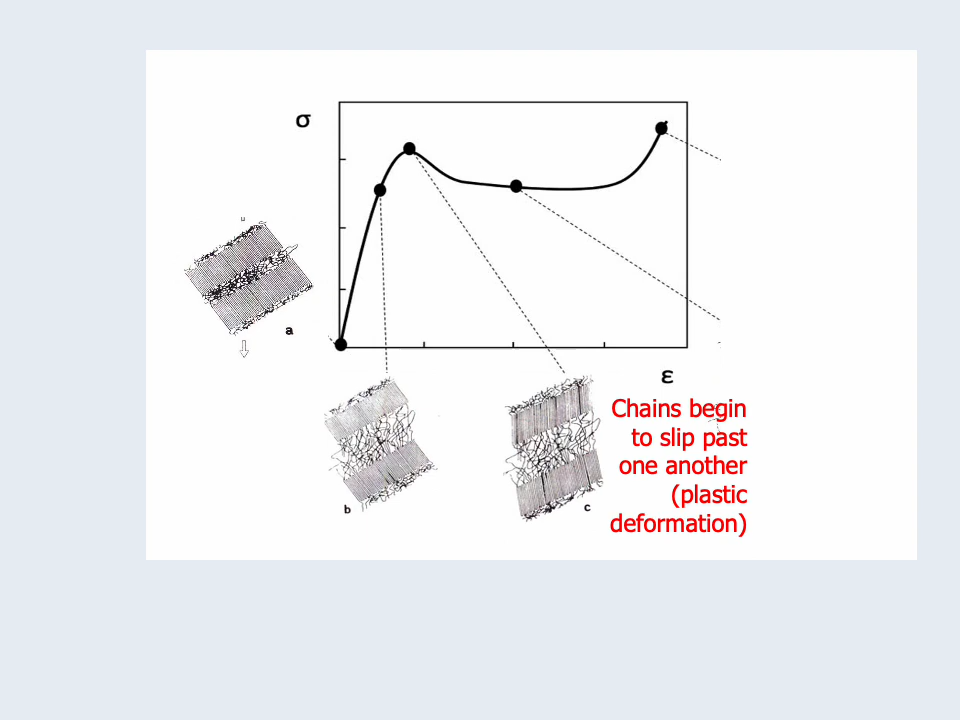 σ
a
ε
Chains begin
to slip past
one another
(plastic
deformation)
b
c